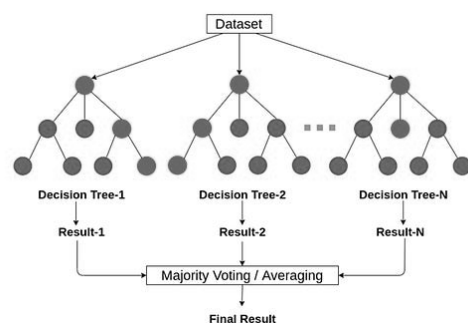 Dataset
Decision Tree-1
Decision Tree-2
Decision Tree-N
Result-1
Result-2
Result-N
Majority Voting / Averaging
Final Result